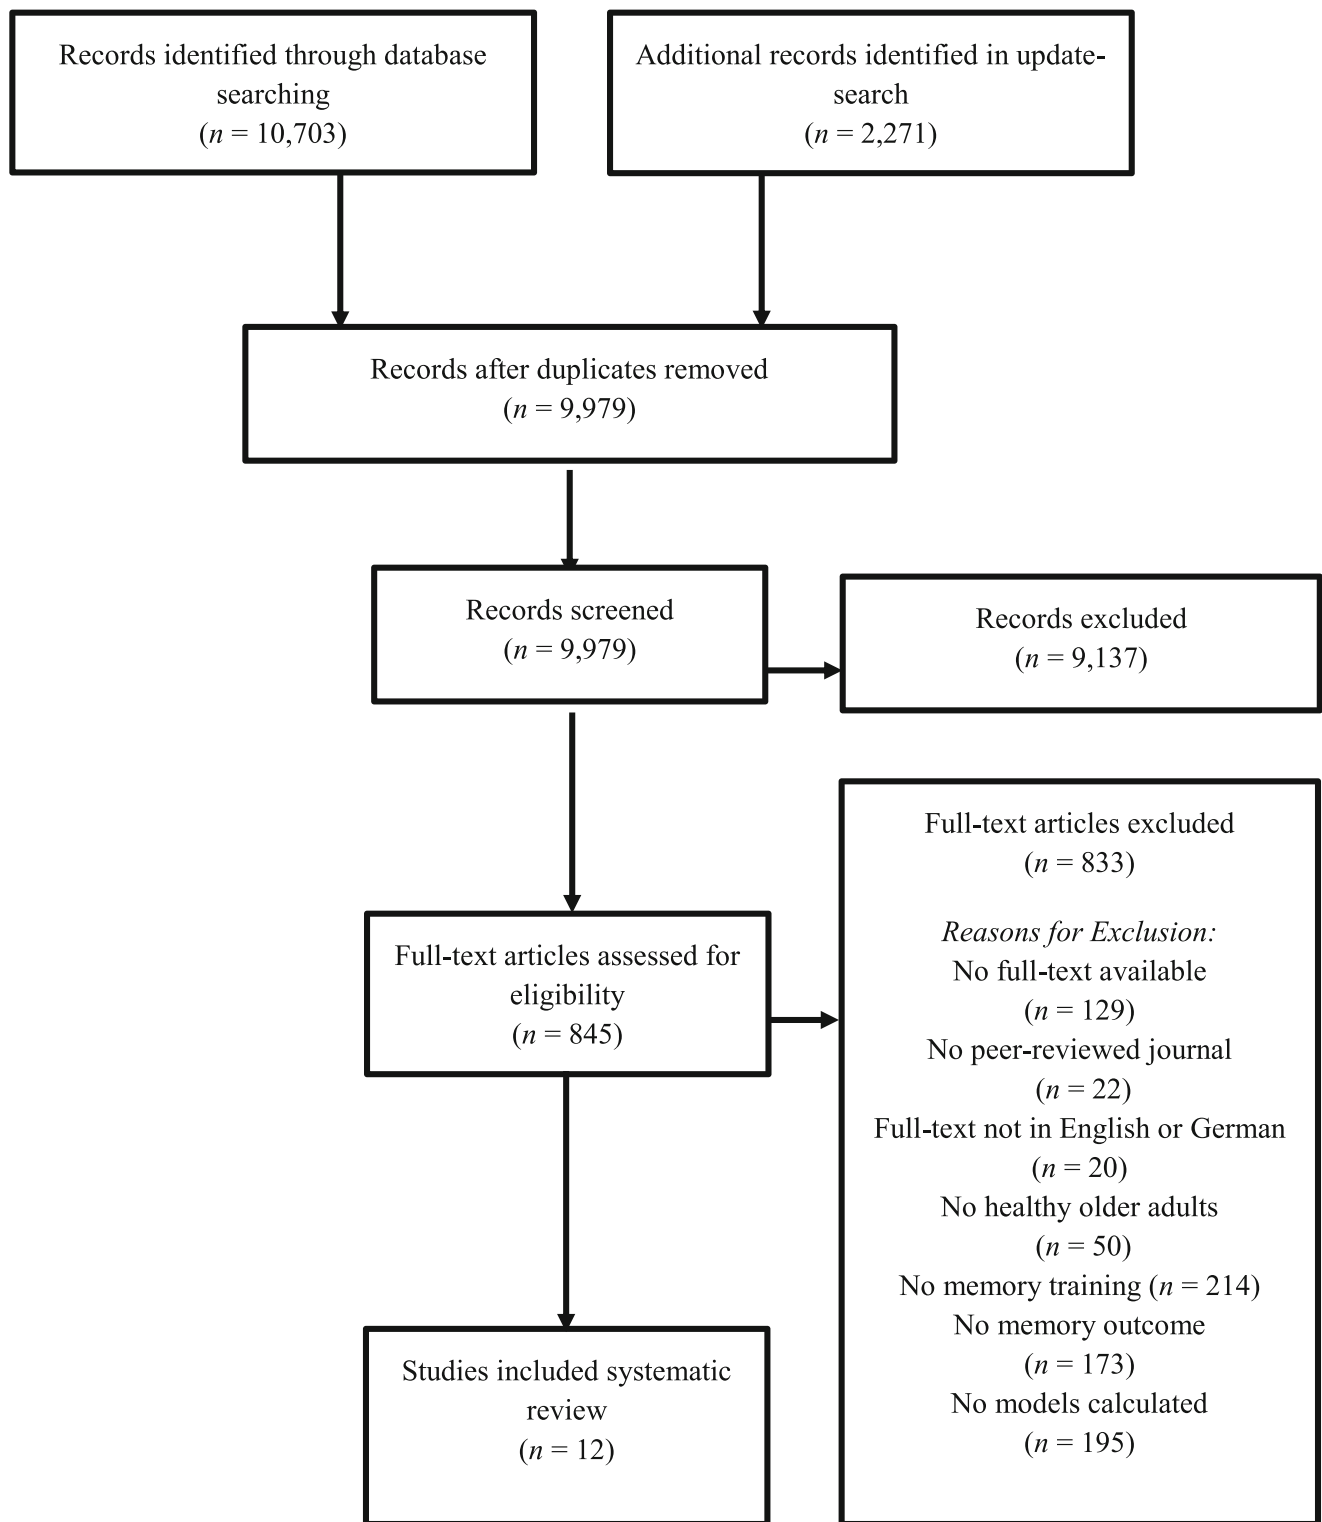 Records identified through database
searching
(n = 10,703)
Additional records identified in update-
search
(n = 2,271)
Records after duplicates removed
(n = 9,979)
Records screened
(n = 9,979)
Records excluded
(n = 9,137)
Full-text articles assessed for
eligibility
(n = 845)
Full-text articles excluded
(n = 833)
Reasons for Exclusion:
No full-text available
(n = 129)
No peer-reviewed journal
(n = 22)
Full-text not in English or German
(n = 20)
No healthy older adults
(n = 50)
No memory training (n = 214)
No memory outcome
(n = 173)
No models calculated
(n = 195)
Studies included systematic
review
(n = 12)